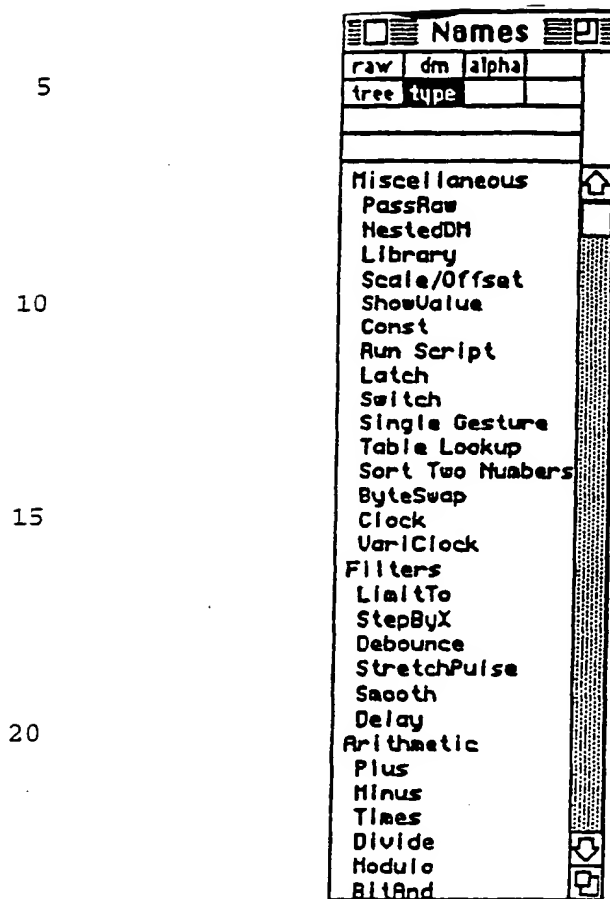 Names
raw dm alpha
tree type
Miscellaneous
PassRaw
NestedDM
Library
Scale/Offset
ShowValue
Const
Run Script
Latch
Switch
Single Gesture
Table Lookup
Sort Two Numbers
ByteSwap
Clock
VariClock
Filters
LimitTo
StepByX
Debounce
StretchPulse
Smooth
Delay
Arithmetic
Plus
Minus
Times
Divide
Modulo
BitAnd
5
10
15
20